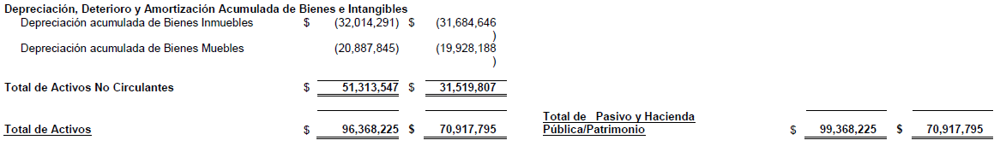 Depreciación, Deterioro y Amortización Acumulada de Bienes e Intangibles
Depreciación acumulada de Bienes Inmuebles $ (32,014,291) $ (31,684,646
)
Depreciación acumulada de Bienes Muebles (20,887,845) (19,928,188
)
Total de Activos No Circulantes $ 51,313,547 $ 31,519,807
Total de Pasivo y Hacienda
Total de Activos $ 96,368,225 $ 70,917,795 Pública/Patrimonio $ 99,368,225 $ 70,917,795